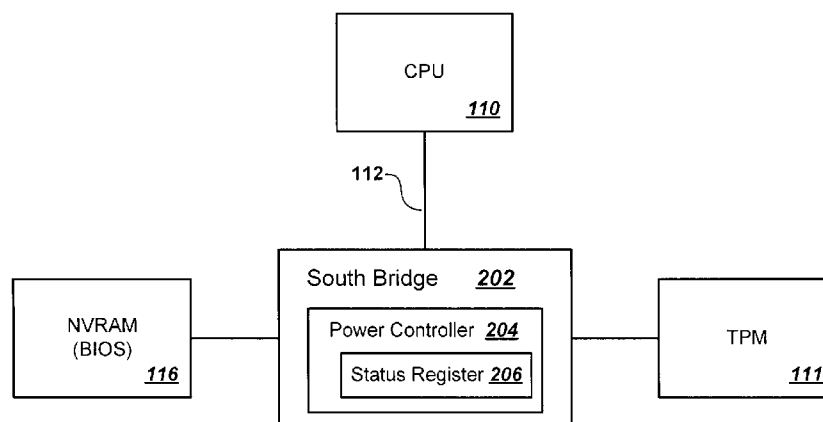 CPU
110
112
South Bridge 202
NVRAM
(BIOS)
116
Power Controller 204
Status Register 206
TPM
111